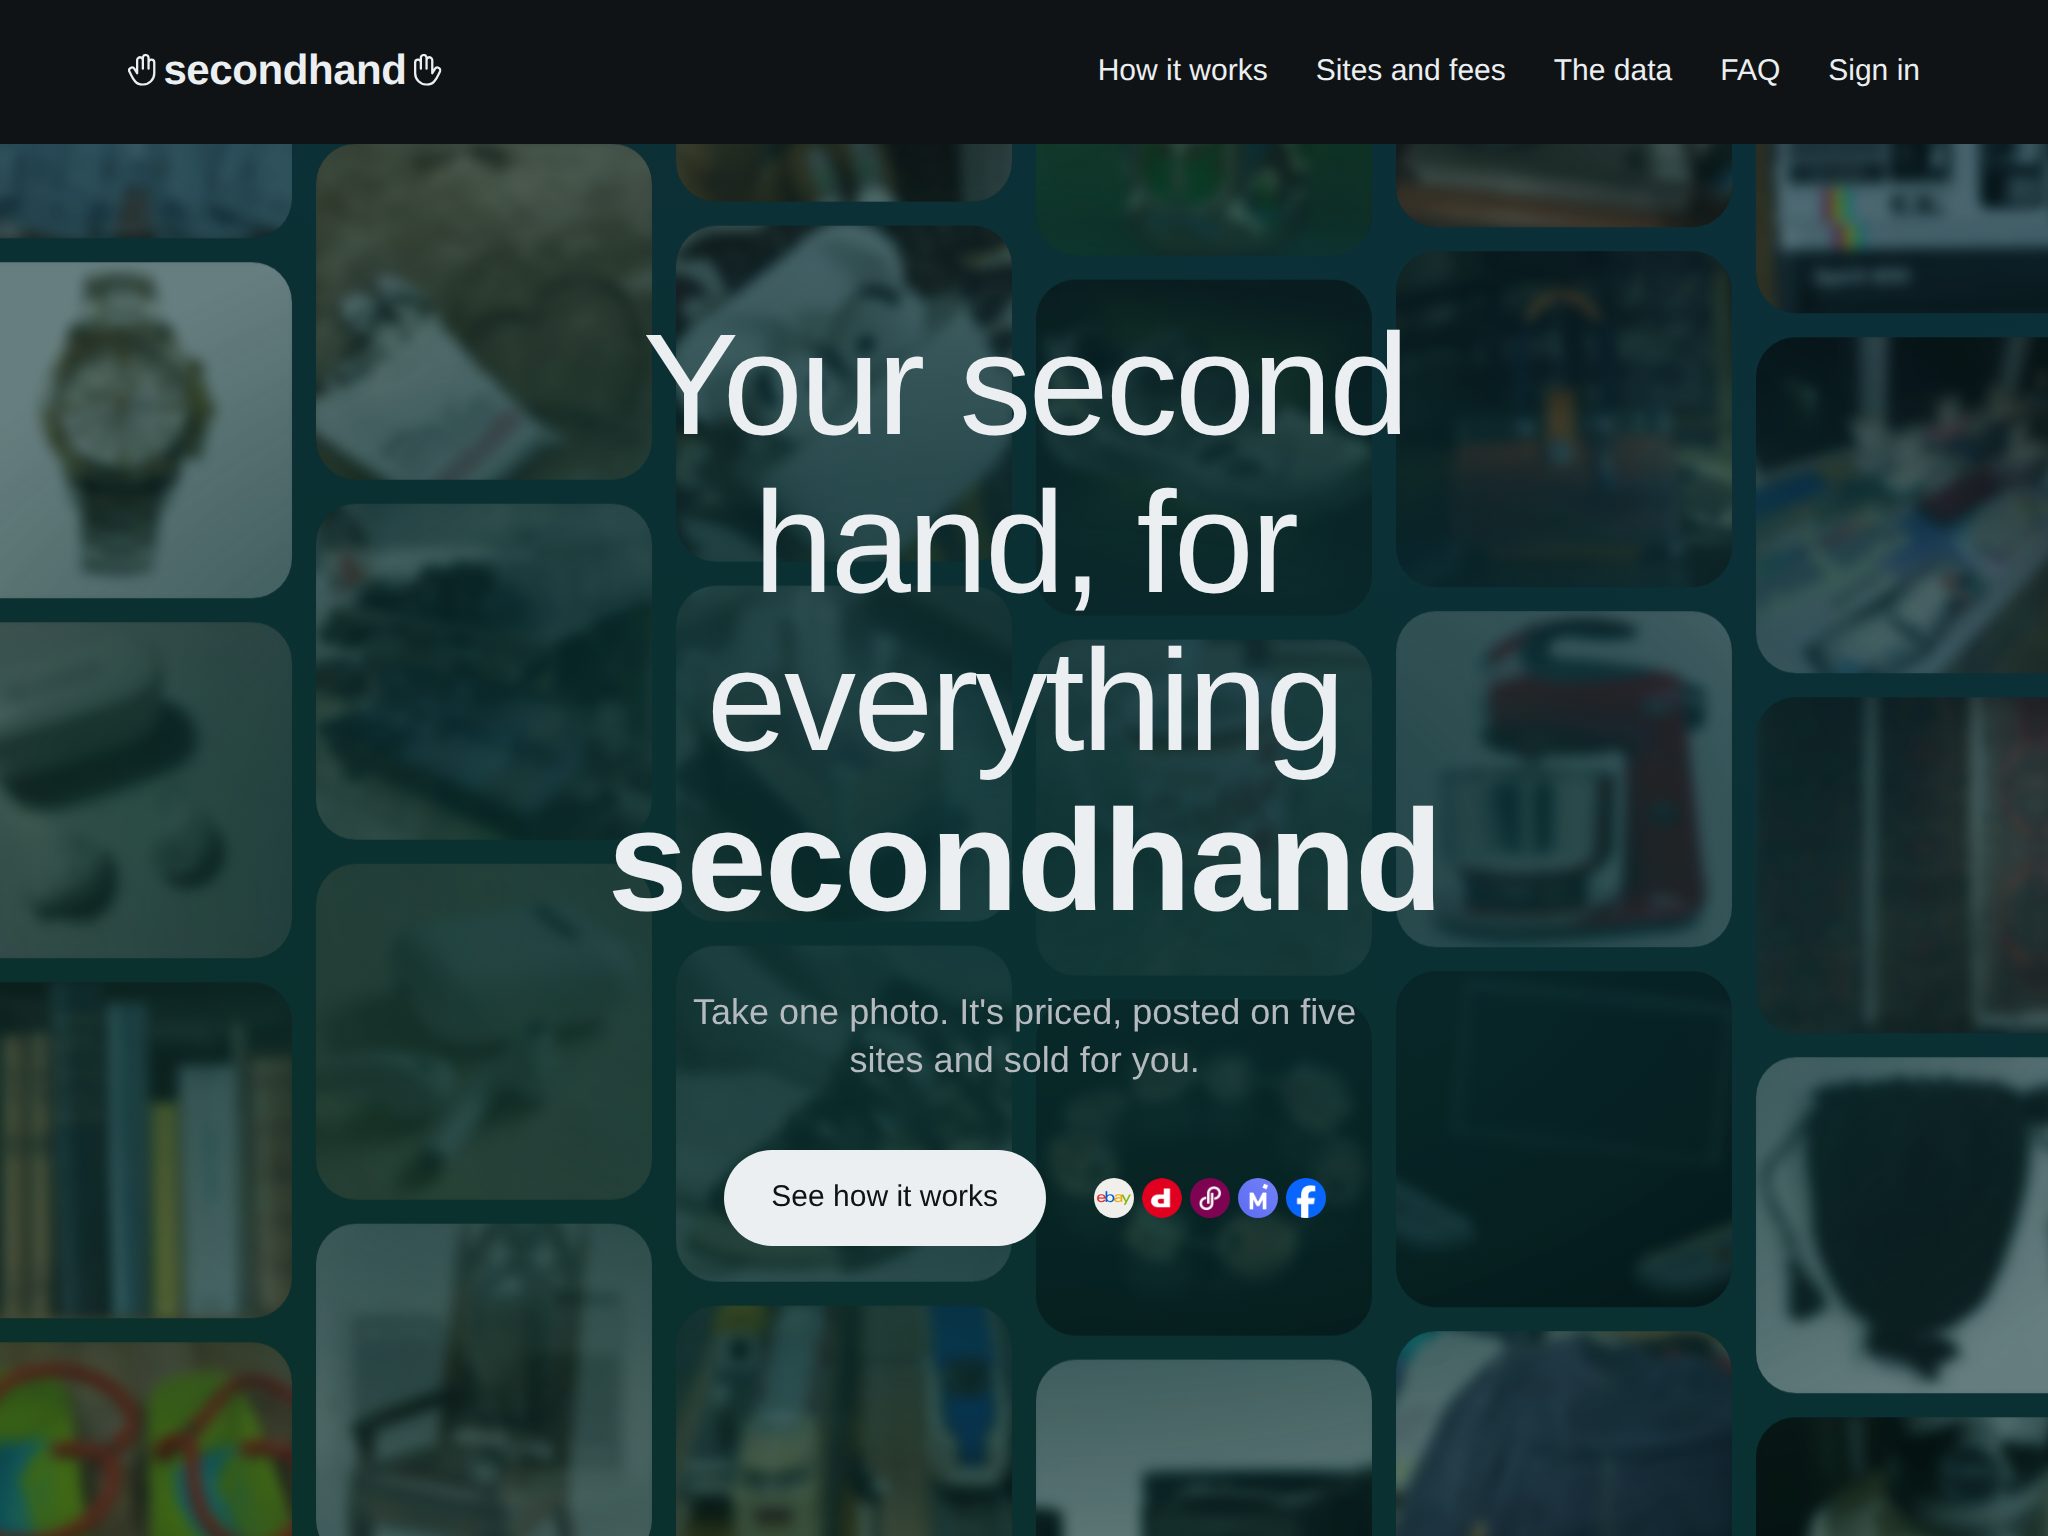 secondhand
How it works
Sites and fees
The data
FAQ
Sign in
Your second
hand, for
everything
secondhand
Take one photo. It's priced, posted on five
sites and sold for you.
See how it works
ebay